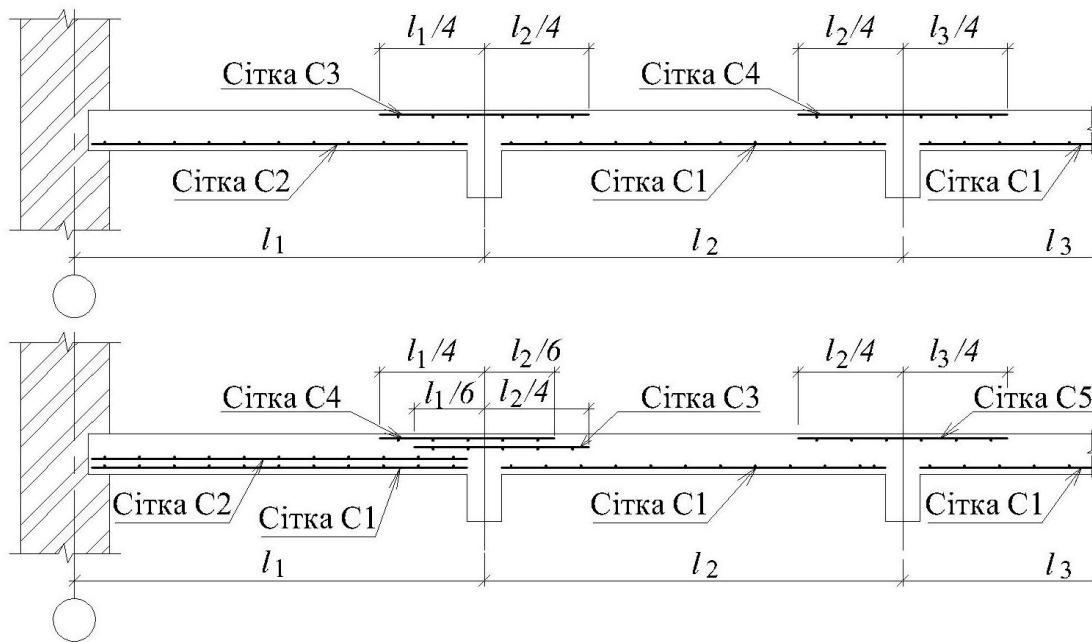 l1/4 l2/4 l2/4 l3/4
Сітка С3 Сітка С4
Сітка С2 Сітка С1 Сітка С1
l1 l2 l3
l1/4 l2/6 l2/4 l3/4
l1/6 l2/4
Сітка С4 Сітка С3 Сітка С5
Сітка С2 Сітка С1 Сітка С1 Сітка С1
l1 l2 l3